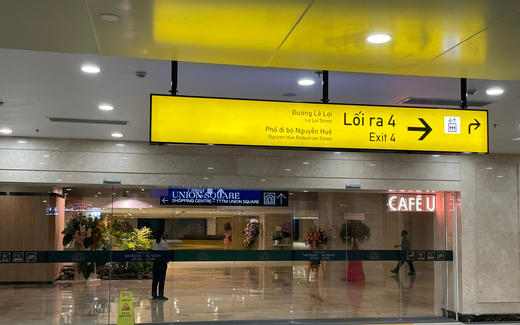 Đường Lê Lợi
Le Loi Street
Phố đi bộ Nguyễn Huệ
Nguyen Hue Pedestrian Street
Lối ra 4
Exit 4
UNION SQUARE
SHOPPING CENTRE - TTTM UNION SQUARE
CAFÉ U